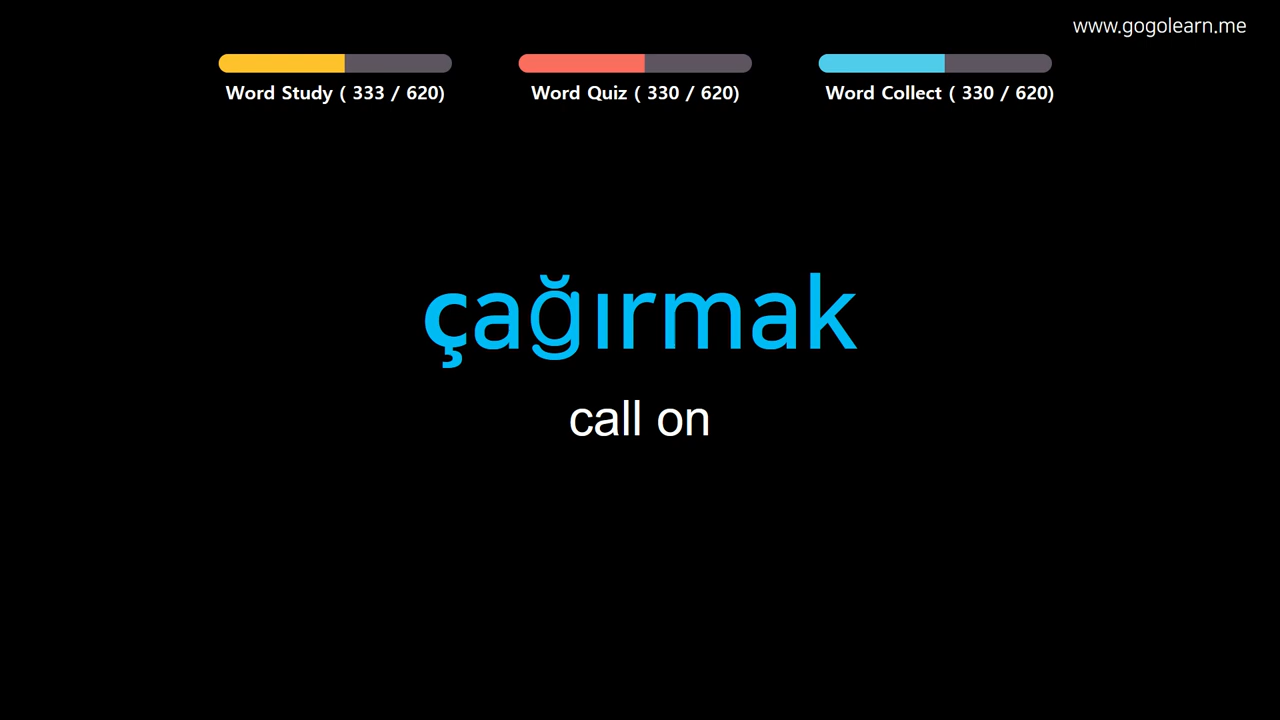 www.gogolearn.me
Word Study ( 333 / 620)
Word Quiz ( 330 / 620)
Word Collect ( 330 / 620)
çağırmak
call on